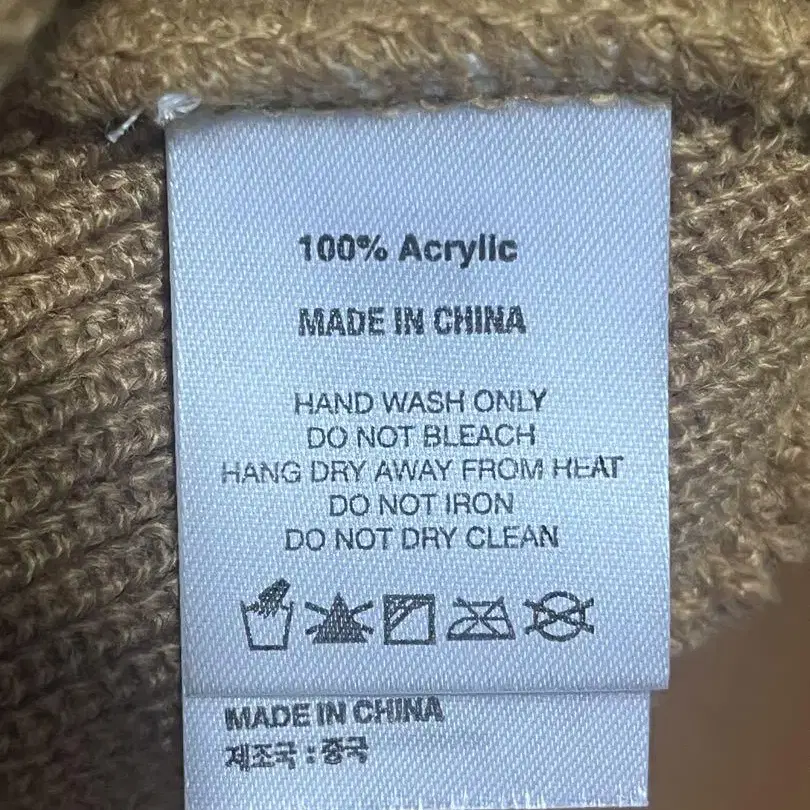 100% Acrylic
MADE IN CHINA
HAND WASH ONLY
DO NOT BLEACH
HANG DRY AWAY FROM HEAT
DO NOT IRON
DO NOT DRY CLEAN
MADE IN CHINA
제조국 : 중국